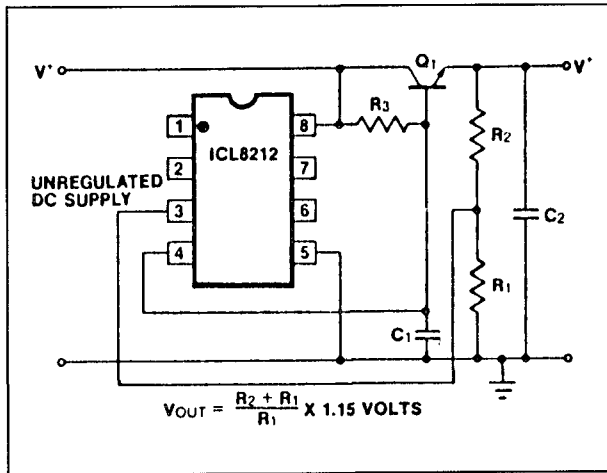 V+
Q1
V+
1
8
R3
ICL8212
R2
2
7
UNREGULATED
DC SUPPLY
3
6
C2
4
5
R1
C1
VOUT = R2 + R1 / R1 X 1.15 VOLTS